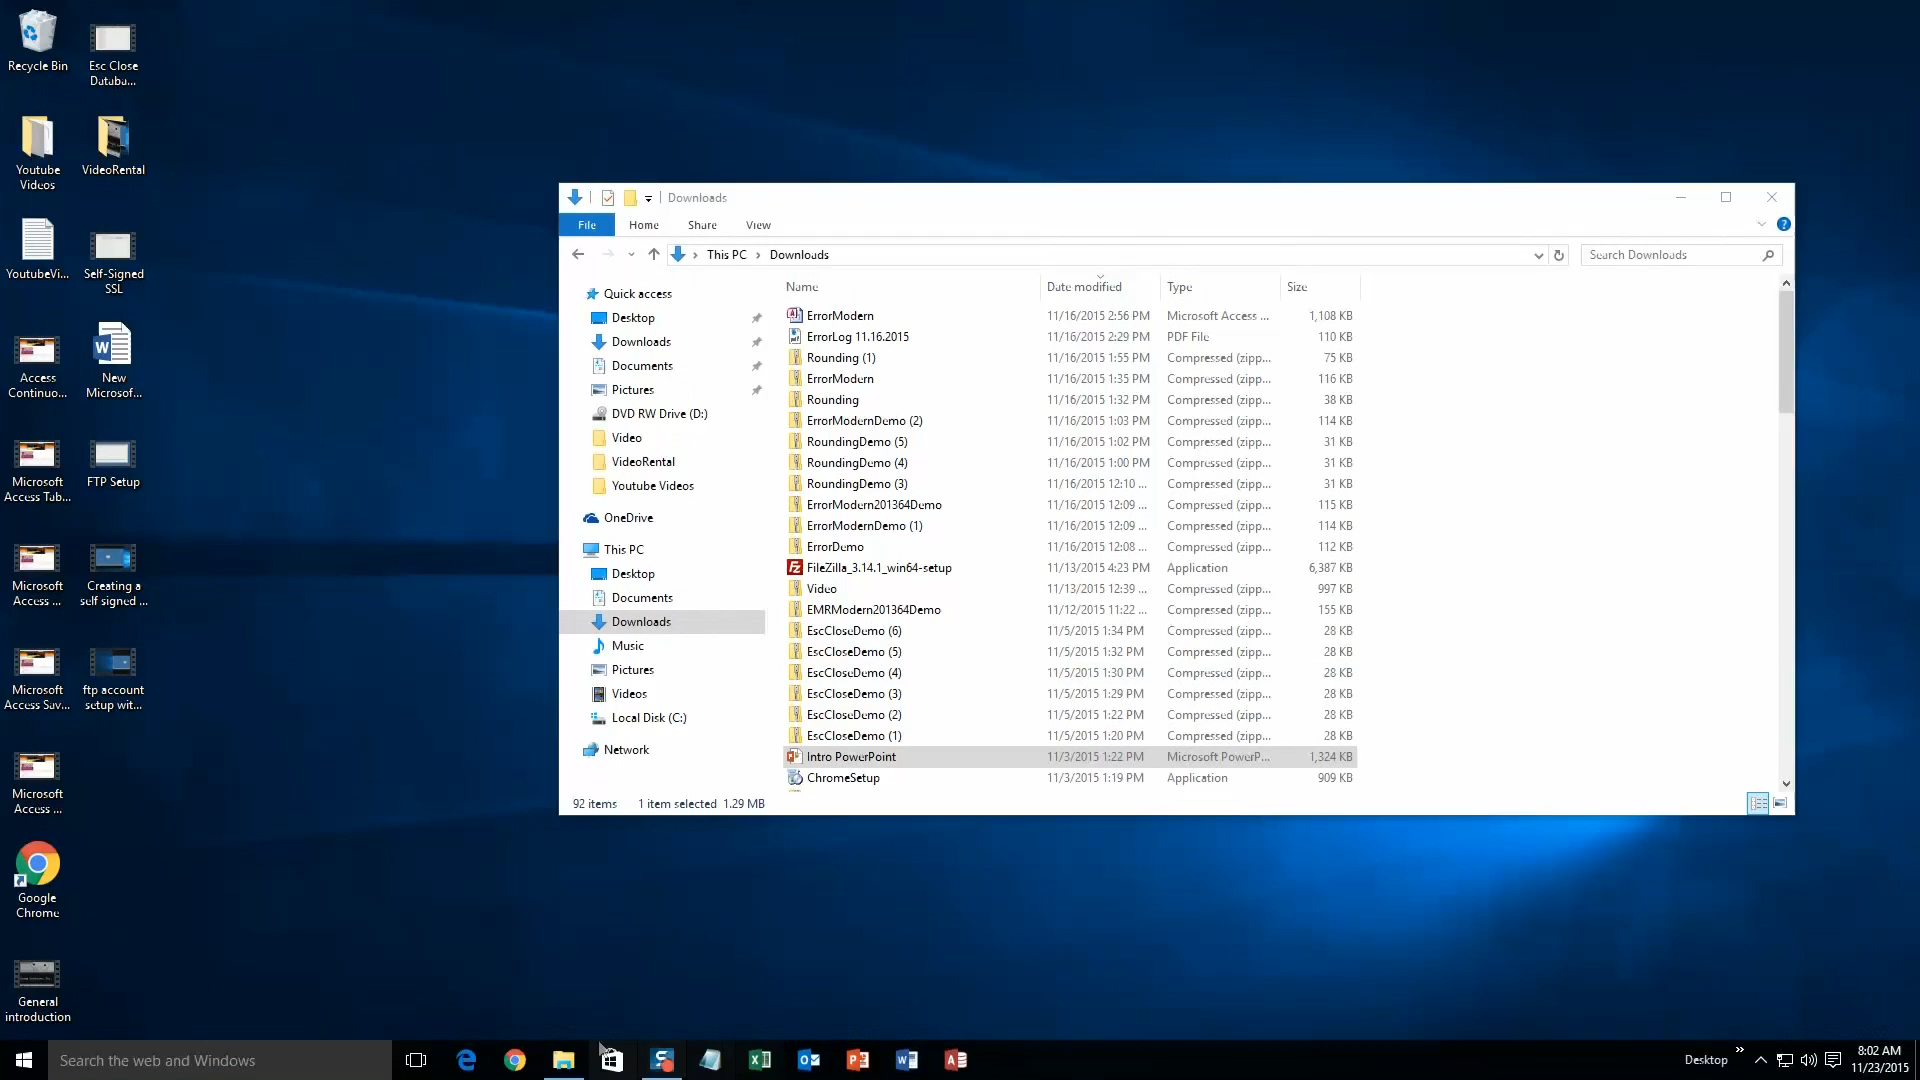 Recycle Bin
Esc Close
Databa...
Youtube
Videos
VideoRental
YoutubeVi...
Self-Signed
SSL
Access
Continuo...
New
Microsof...
Microsoft
Access Tab...
FTP Setup
Microsoft
Access ...
Creating a
self signed ...
Microsoft
Access Sav...
ftp account
setup wit...
Microsoft
Access ...
Google
Chrome
General
introduction
Downloads
File Home Share View
This PC Downloads
Search Downloads
Quick access
Desktop
Downloads
Documents
Pictures
DVD RW Drive (D:)
Video
VideoRental
Youtube Videos
OneDrive
This PC
Desktop
Documents
Downloads
Music
Pictures
Videos
Local Disk (C:)
Network
Name Date modified Type Size
ErrorModern 11/16/2015 2:56 PM Microsoft Access ... 1,108 KB
ErrorLog 11.16.2015 11/16/2015 2:29 PM PDF File 110 KB
Rounding (1) 11/16/2015 1:55 PM Compressed (zipp... 75 KB
ErrorModern 11/16/2015 1:35 PM Compressed (zipp... 116 KB
Rounding 11/16/2015 1:32 PM Compressed (zipp... 38 KB
ErrorModernDemo (2) 11/16/2015 1:03 PM Compressed (zipp... 114 KB
RoundingDemo (5) 11/16/2015 1:02 PM Compressed (zipp... 31 KB
RoundingDemo (4) 11/16/2015 1:00 PM Compressed (zipp... 31 KB
RoundingDemo (3) 11/16/2015 12:10 ... Compressed (zipp... 31 KB
ErrorModern201364Demo 11/16/2015 12:09 ... Compressed (zipp... 115 KB
ErrorModernDemo (1) 11/16/2015 12:09 ... Compressed (zipp... 114 KB
ErrorDemo 11/16/2015 12:08 ... Compressed (zipp... 112 KB
FileZilla_3.14.1_win64-setup 11/13/2015 4:23 PM Application 6,387 KB
Video 11/13/2015 12:39 ... Compressed (zipp... 997 KB
EMRModern201364Demo 11/12/2015 11:22 ... Compressed (zipp... 155 KB
EscCloseDemo (6) 11/5/2015 1:34 PM Compressed (zipp... 28 KB
EscCloseDemo (5) 11/5/2015 1:32 PM Compressed (zipp... 28 KB
EscCloseDemo (4) 11/5/2015 1:30 PM Compressed (zipp... 28 KB
EscCloseDemo (3) 11/5/2015 1:29 PM Compressed (zipp... 28 KB
EscCloseDemo (2) 11/5/2015 1:22 PM Compressed (zipp... 28 KB
EscCloseDemo (1) 11/5/2015 1:20 PM Compressed (zipp... 28 KB
Intro PowerPoint 11/3/2015 1:22 PM Microsoft PowerP... 1,324 KB
ChromeSetup 11/3/2015 1:19 PM Application 909 KB
92 items 1 item selected 1.29 MB
Search the web and Windows
Desktop
8:02 AM
11/23/2015